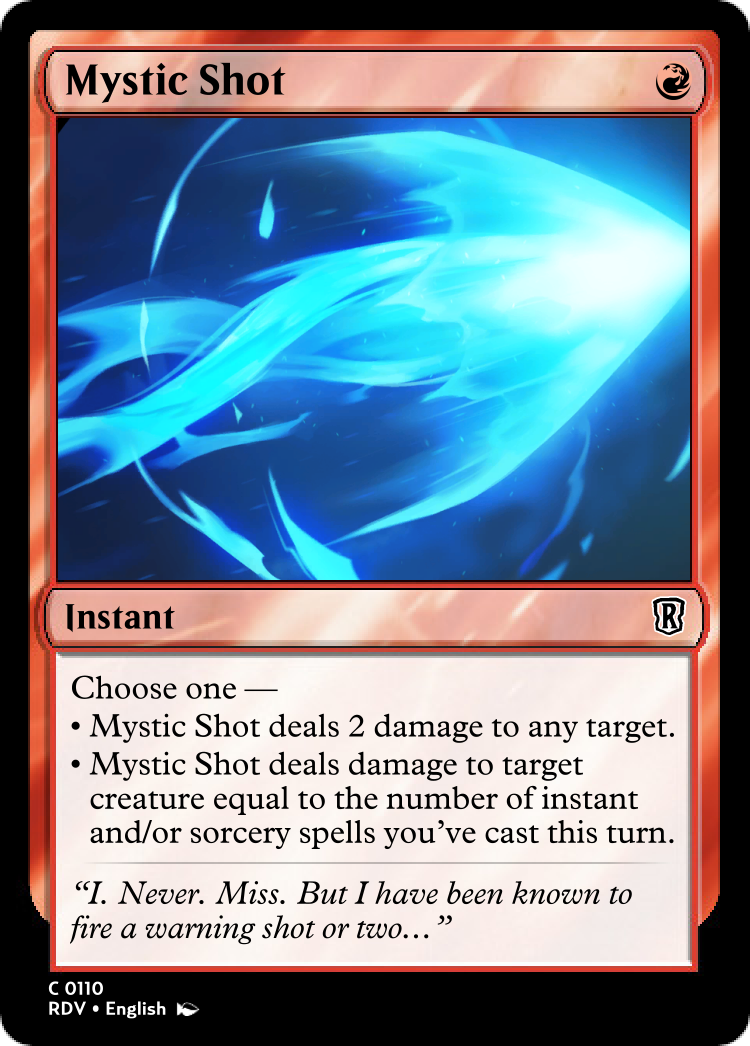 Mystic Shot
Instant
R
Choose one —
• Mystic Shot deals 2 damage to any target.
• Mystic Shot deals damage to target
creature equal to the number of instant
and/or sorcery spells you’ve cast this turn.
“I. Never. Miss. But I have been known to
fire a warning shot or two…”
C 0110
RDV • English